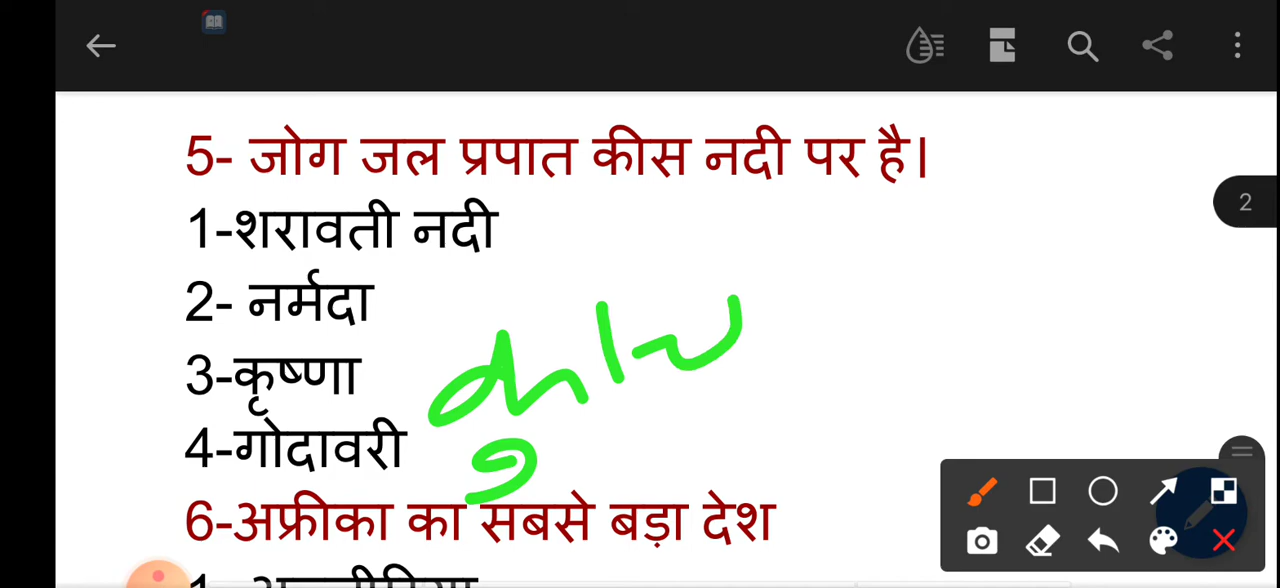 2
5- जोग जल प्रपात कीस नदी पर है।
1-शरावती नदी
2- नर्मदा
3-कृष्णा
4-गोदावरी
6-अफ्रीका का सबसे बड़ा देश